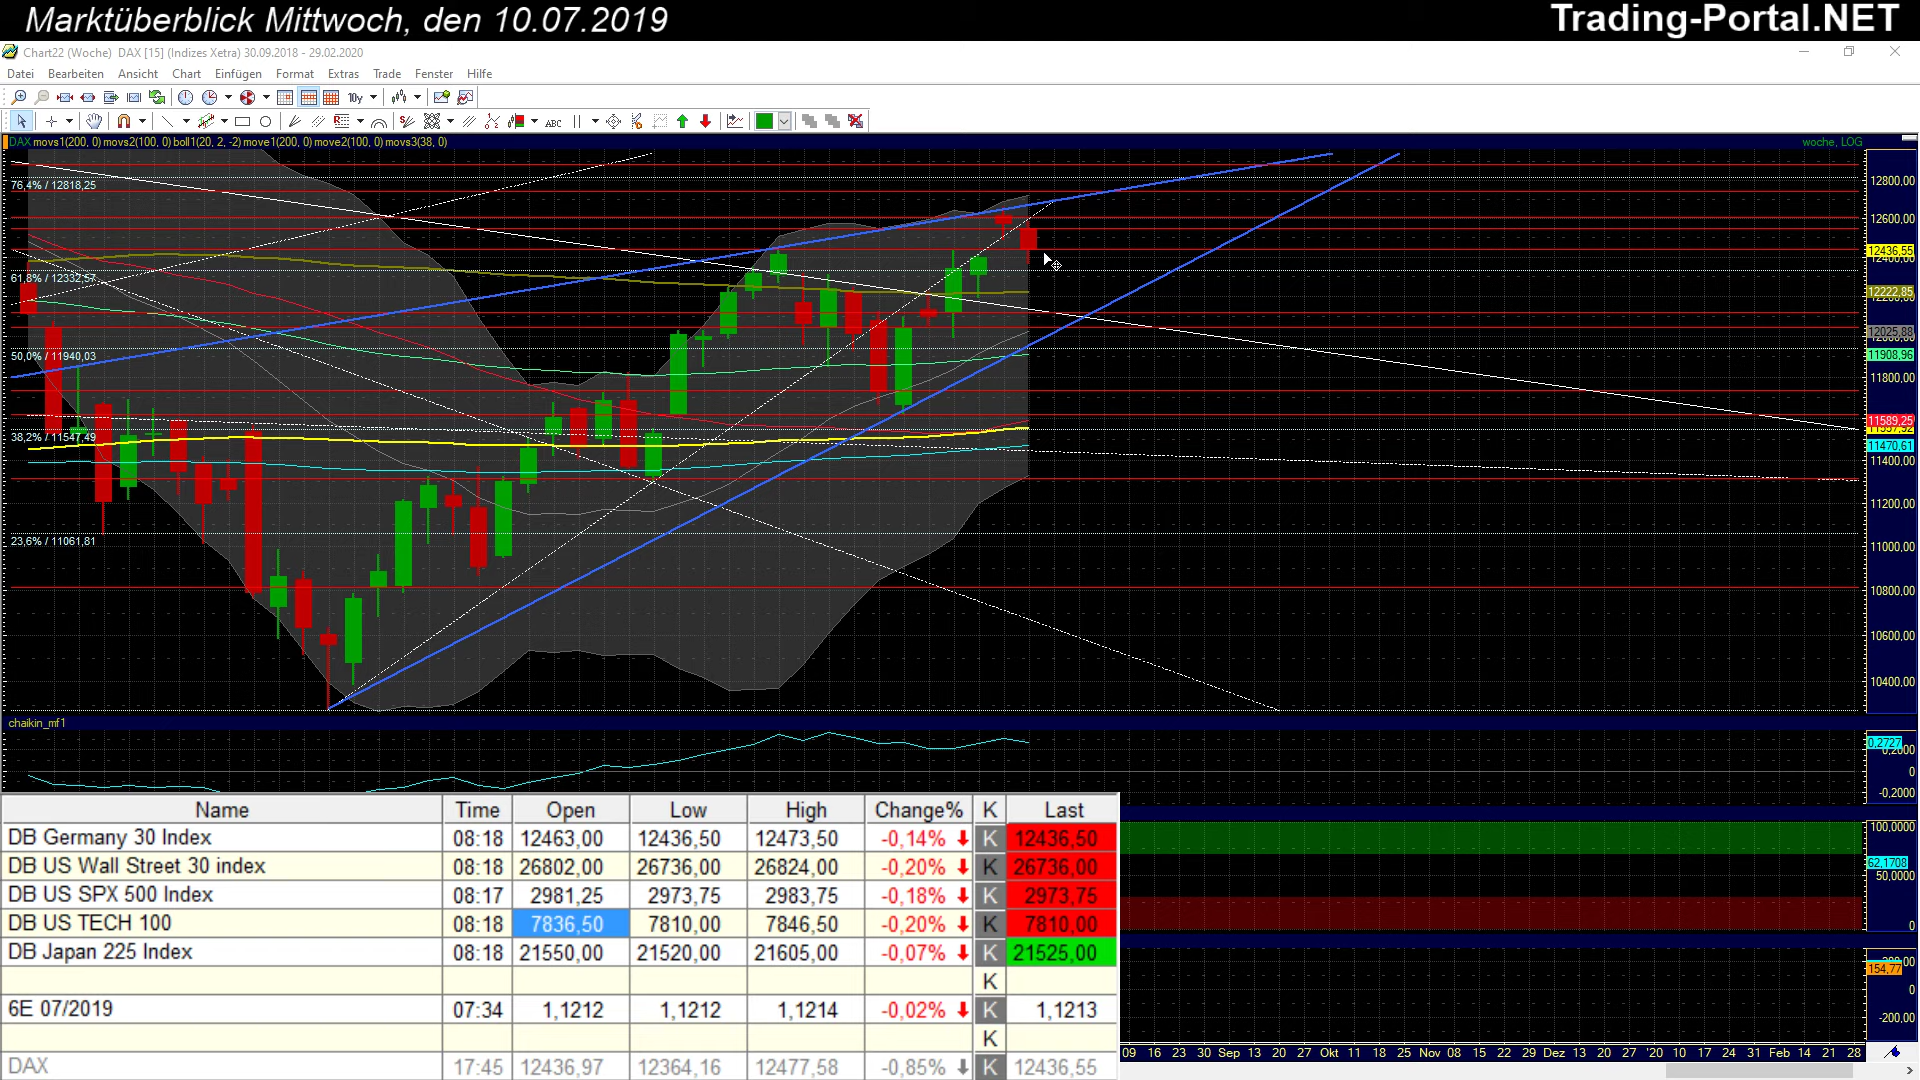 Marktüberblick Mittwoch, den 10.07.2019
Trading-Portal.NET
Chart22 (Woche) DAX [15] (Indizes Xetra) 30.09.2018 - 29.02.2020
Datei Bearbeiten Ansicht Chart Einfügen Format Extras Trade Fenster Hilfe
10y
ABC
DAX movs1(200, 0) movs2(100, 0) boll1(20, 2, -2) move1(200, 0) move2(100, 0) movs3(38, 0)
woche, LOG
12800,00
76,4% / 12818,25
12600,00
12436,55
12400,00
61,8% / 12332,57
12222,85
12025,88
50,0% / 11940,03
11908,96
11800,00
11589,25
38,2% / 11547,49
11470,61
11400,00
11200,00
23,6% / 11061,81
11000,00
10800,00
10600,00
10400,00
chaikin_mf1
0,2727
0,2000
0
-0,2000
Name Time Open Low High Change% K Last
DB Germany 30 Index 08:18 12463,00 12436,50 12473,50 -0,14% K 12436,50
DB US Wall Street 30 index 08:18 26802,00 26736,00 26824,00 -0,20% K 26736,00
DB US SPX 500 Index 08:17 2981,25 2973,75 2983,75 -0,18% K 2973,75
DB US TECH 100 08:18 7836,50 7810,00 7846,50 -0,20% K 7810,00
DB Japan 225 Index 08:18 21550,00 21520,00 21605,00 -0,07% K 21525,00
K
6E 07/2019 07:34 1,1212 1,1212 1,1214 -0,02% K 1,1213
K
DAX 17:45 12436,97 12364,16 12477,58 -0,85% K 12436,55
100,0000
62,1708
50,0000
0
154,77
0
-200,00
09 16 23 30 Sep 13 20 27 Okt 11 18 25 Nov 08 15 22 29 Dez 13 20 27 '20 10 17 24 31 Feb 14 21 28